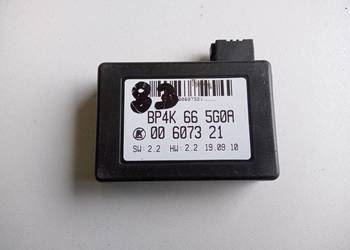 83
BP4K 66 5G0A
00 6073 21
SW: 2.2 HW: 2.2 19.09.10